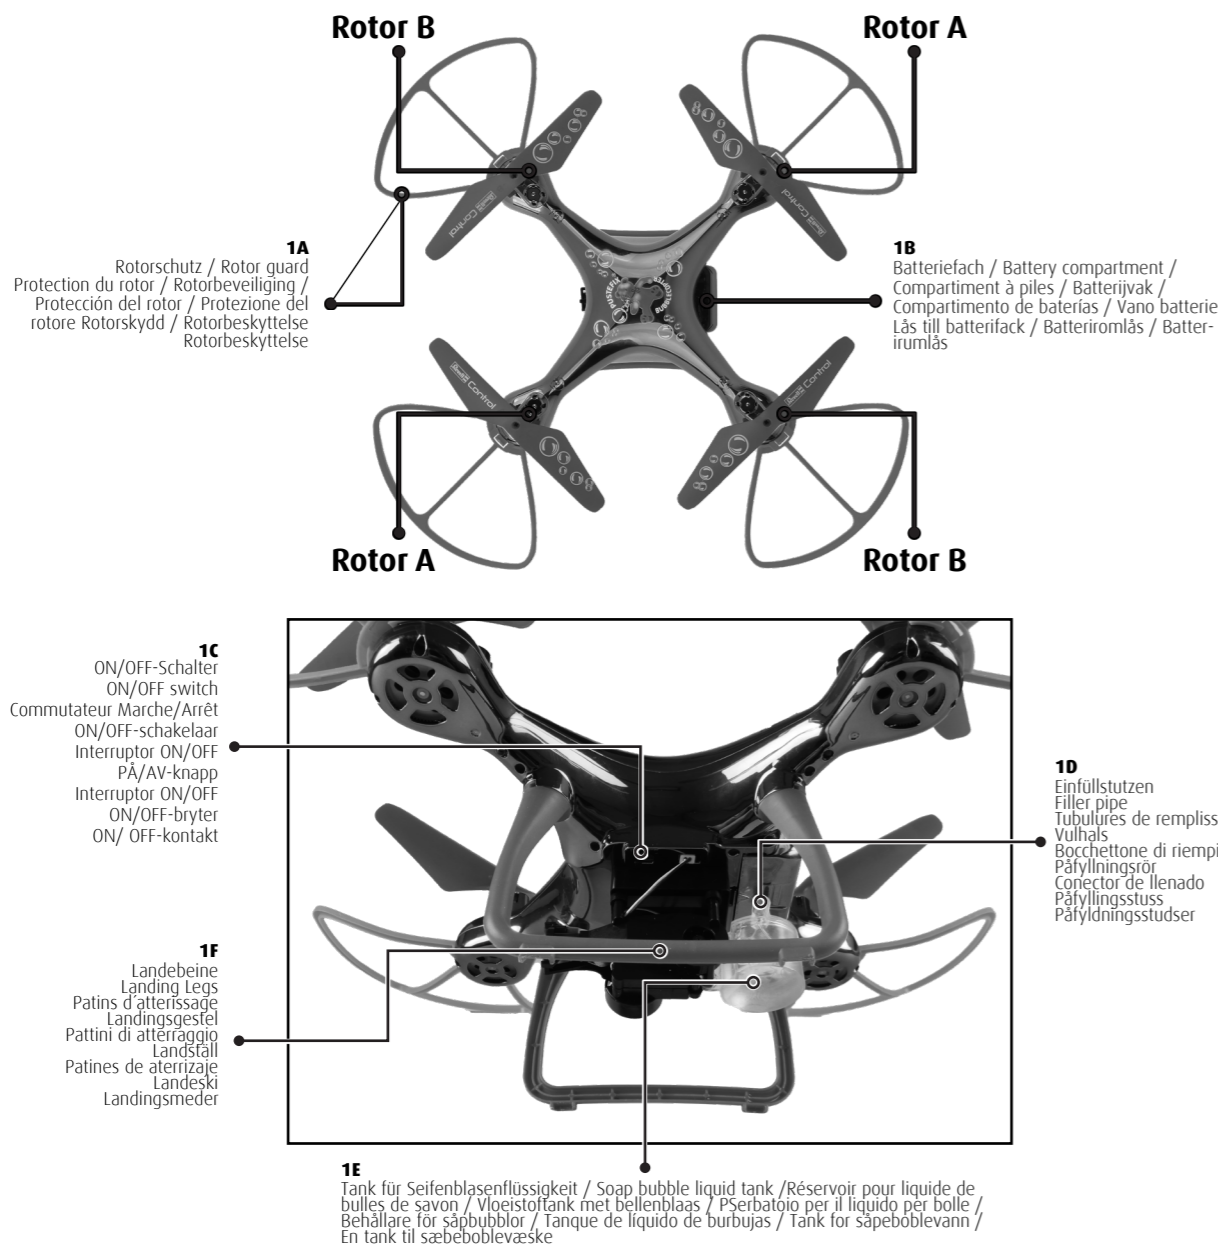 Rotor B
Rotor A
1A
Rotorschutz / Rotor guard
Protection du rotor / Rotorbeveiliging /
Protección del rotor / Protezione del
rotore Rotorskydd / Rotorbeskyttelse
Rotorbeskyttelse
1B
Batteriefach / Battery compartment /
Compartiment à piles / Batterijvak /
Compartimento de baterías / Vano batterie
Lås till batterifack / Batteriromlås / Batter-
irumlås
Control
Control
Control
Control
Rotor A
Rotor B
1C
ON/OFF-Schalter
ON/OFF switch
Commutateur Marche/Arrêt
ON/OFF-schakelaar
Interruptor ON/OFF
PÅ/AV-knapp
Interruptor ON/OFF
ON/OFF-bryter
ON/ OFF-kontakt
1D
Einfüllstutzen
Filler pipe
Tubulures de rempliss
Vulhals
Bocchettone di riempi
Påfyllningsrör
Conector de llenado
Påfyllingsstuss
Påfyldningsstudser
1F
Landebeine
Landing Legs
Patins d'atterissage
Landingsgestel
Pattini di atterraggio
Landställ
Patines de aterrizaje
Landeski
Landingsmeder
1E
Tank für Seifenblasenflüssigkeit / Soap bubble liquid tank /Réservoir pour liquide de
bulles de savon / Vloeistoftank met bellenblaas / PSerbatoio per il liquido per bolle /
Behållare för såpbubblor / Tanque de líquido de burbujas / Tank for såpeboblevann /
En tank til sæbeboblevæske